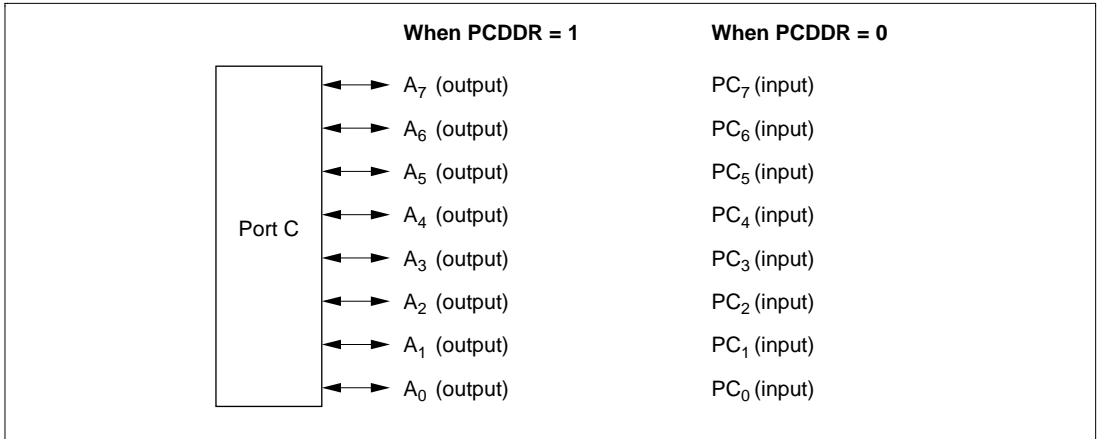 When PCDDR = 1 When PCDDR = 0
A7 (output) PC7 (input)
A6 (output) PC6 (input)
A5 (output) PC5 (input)
A4 (output) PC4 (input)
Port C
A3 (output) PC3 (input)
A2 (output) PC2 (input)
A1 (output) PC1 (input)
A0 (output) PC0 (input)